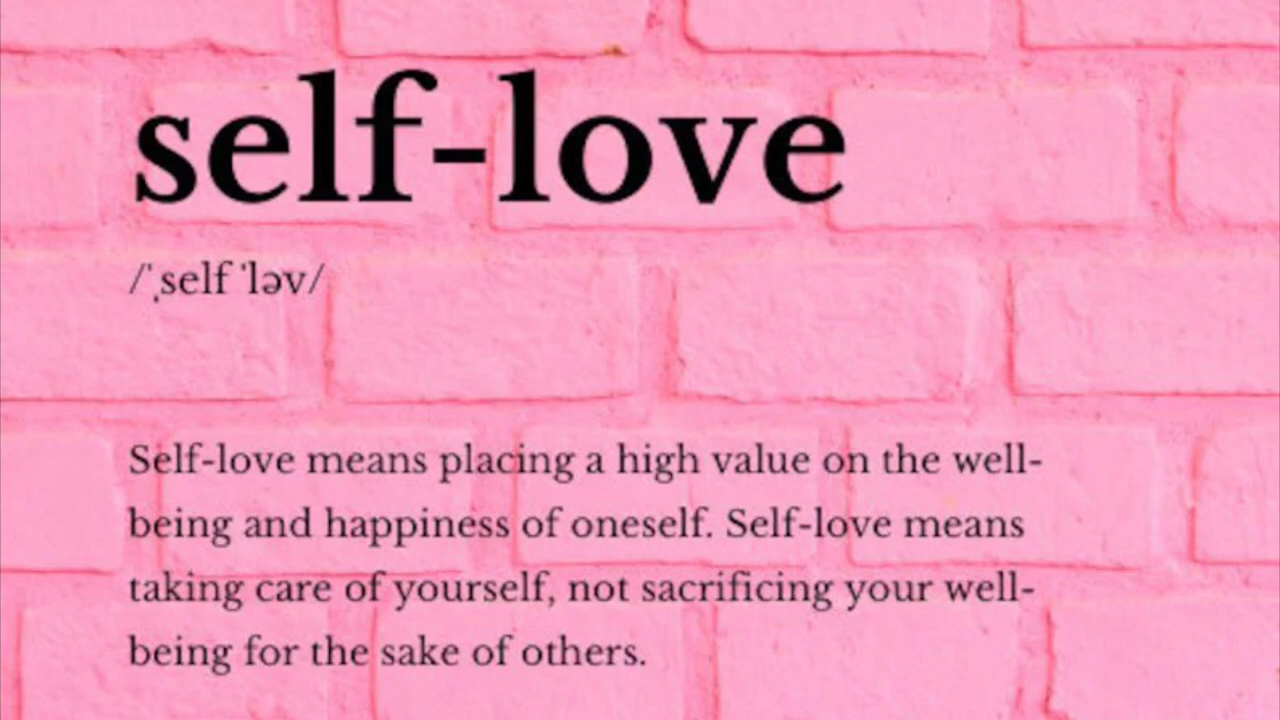 self-love
/ˈˌself ˈləv/
Self-love means placing a high value on the well-
being and happiness of oneself. Self-love means
taking care of yourself, not sacrificing your well-
being for the sake of others.